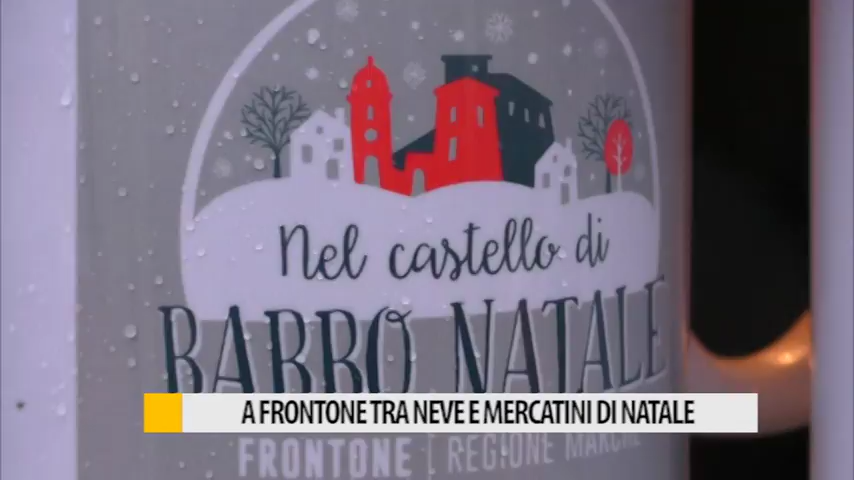 Nel castello di
BABBO NATALE
A FRONTONE TRA NEVE E MERCATINI DI NATALE
FRONTONE | REGIONE MARCHE